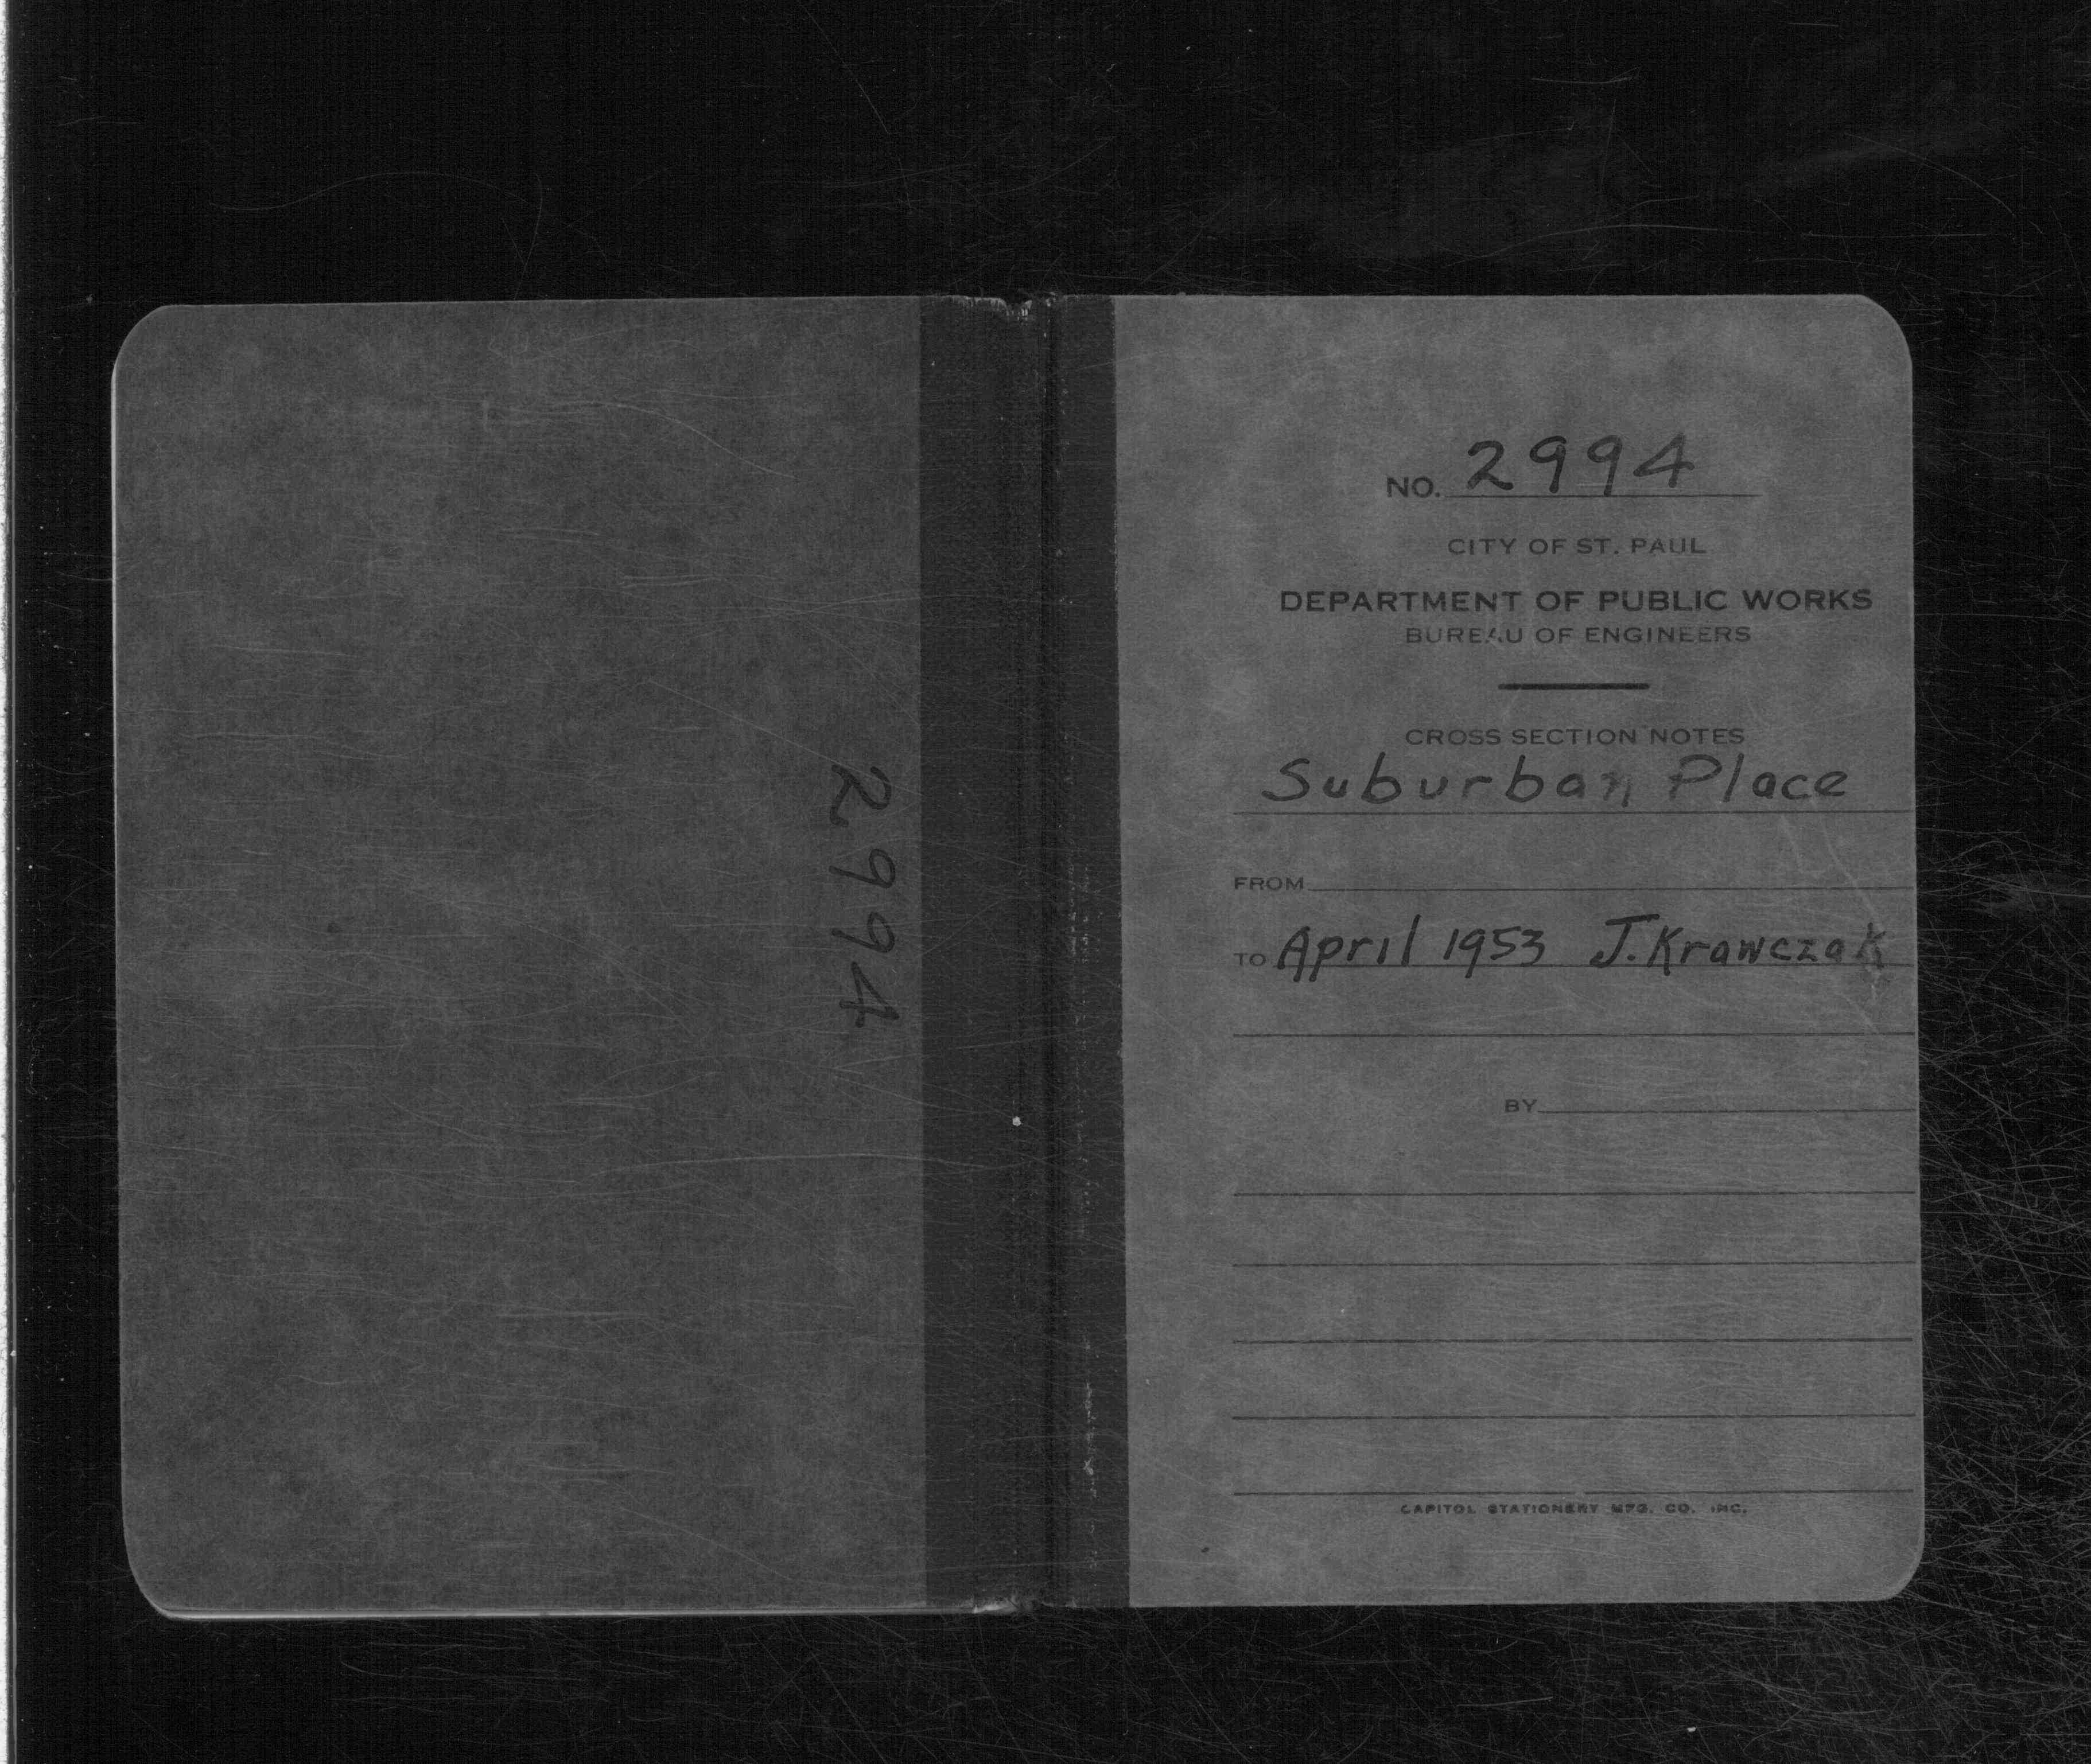 2994
NO. 2994
CITY OF ST. PAUL
DEPARTMENT OF PUBLIC WORKS
BUREAU OF ENGINEERS
CROSS SECTION NOTES
Suburban Place
FROM
TO April 1953 J. Krawczak
BY
CAPITOL STATIONERY MFG. CO. INC.